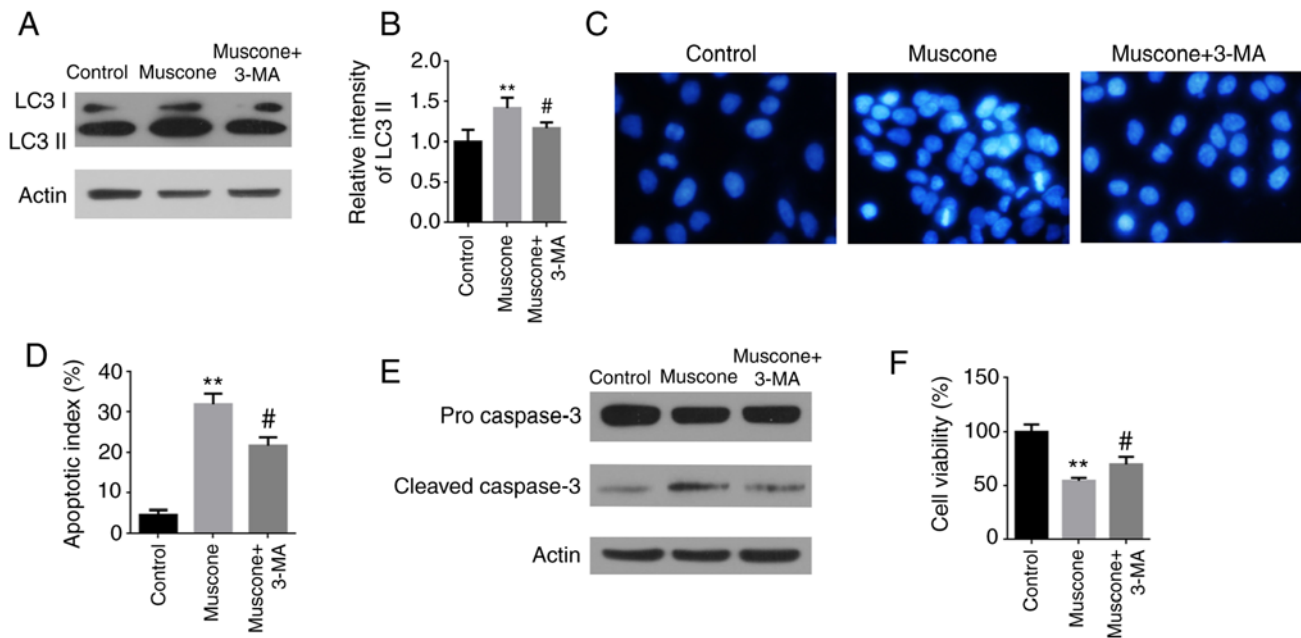 A
Control
Muscone
Muscone+
3-MA
LC3 I
LC3 II
Actin
B
Relative intensity
of LC3 II
2.0
1.5
1.0
0.5
0.0
**
#
Control
Muscone
Muscone+
3-MA
C
Control
Muscone
Muscone+3-MA
D
Apoptotic index (%)
40
30
20
10
0
**
#
Control
Muscone
Muscone+
3-MA
E
Control
Muscone
Muscone+
3-MA
Pro caspase-3
Cleaved caspase-3
Actin
F
Cell viability (%)
150
100
50
0
**
#
Control
Muscone
Muscone+
3-MA